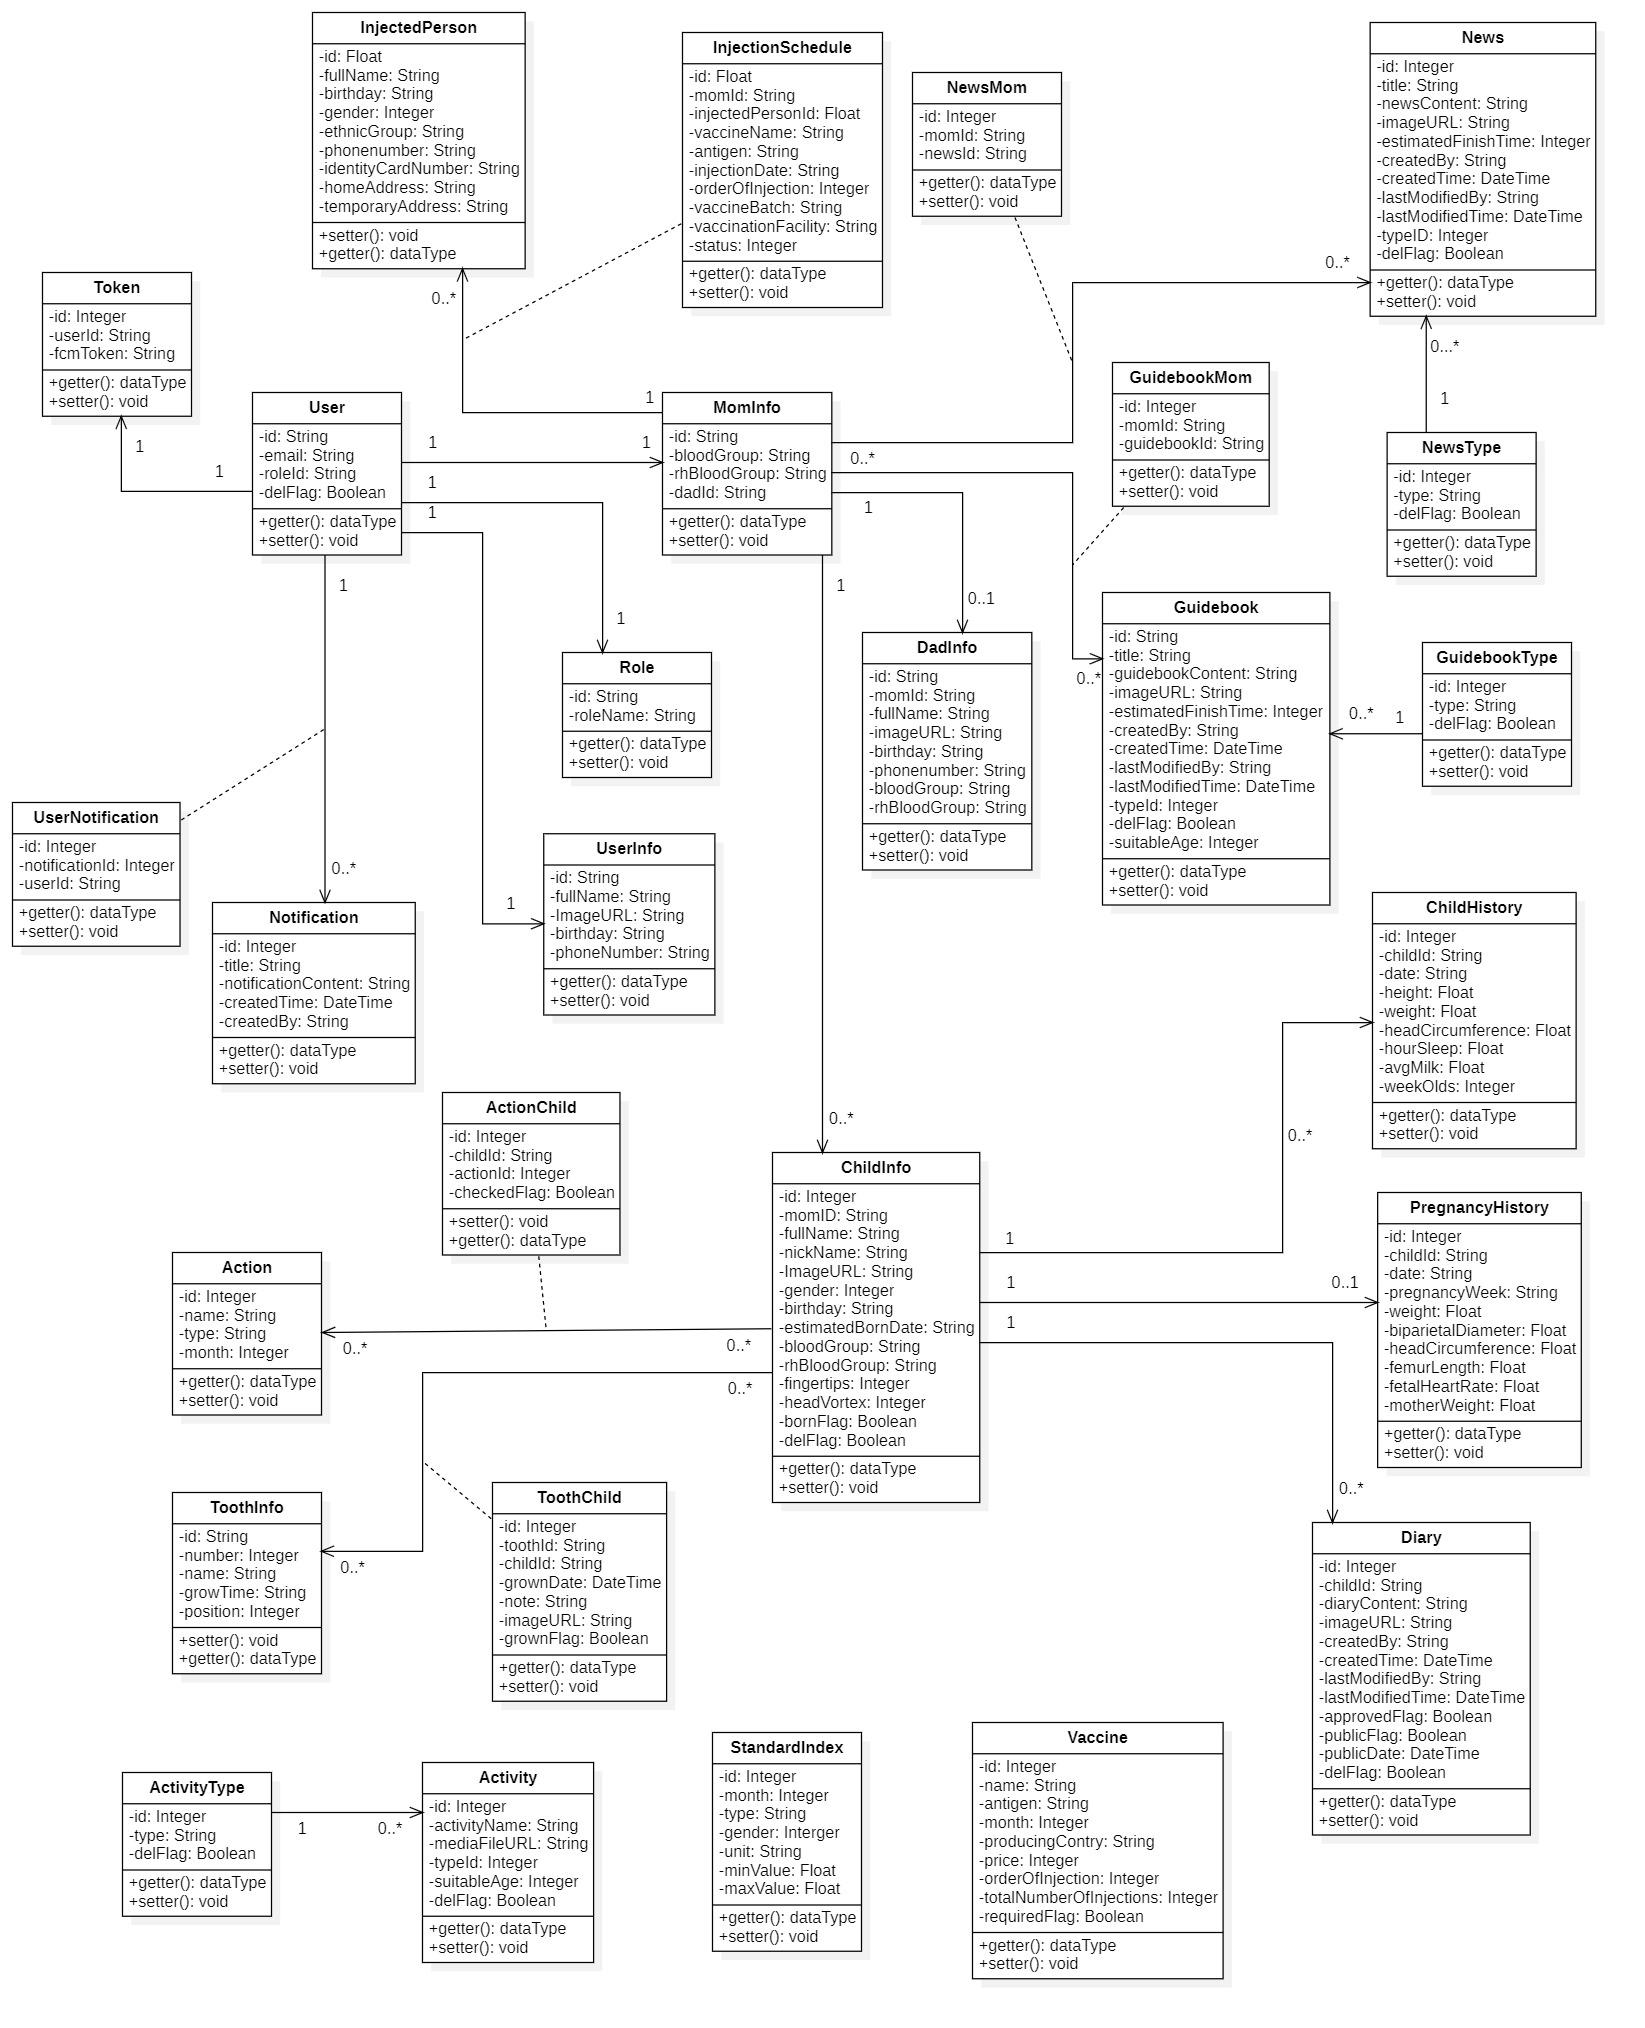 InjectedPerson
-id: Float
-fullName: String
-birthday: String
-gender: Integer
-ethnicGroup: String
-phonenumber: String
-identityCardNumber: String
-homeAddress: String
-temporaryAddress: String
+setter(): void
+getter(): dataType
0..*
InjectionSchedule
-id: Float
-momId: String
-injectedPersonId: Float
-vaccineName: String
-antigen: String
-injectionDate: String
-orderOfInjection: Integer
-vaccineBatch: String
-vaccinationFacility: String
-status: Integer
+getter(): dataType
+setter(): void
NewsMom
-id: Integer
-momId: String
-newsId: String
+getter(): dataType
+setter(): void
News
-id: Integer
-title: String
-newsContent: String
-imageURL: String
-estimatedFinishTime: Integer
-createdBy: String
-createdTime: DateTime
-lastModifiedBy: String
-lastModifiedTime: DateTime
-typeID: Integer
-delFlag: Boolean
+getter(): dataType
+setter(): void
0..*
0...*
1
Token
-id: Integer
-userId: String
-fcmToken: String
+getter(): dataType
+setter(): void
1
1
User
-id: String
-email: String
-roleId: String
-delFlag: Boolean
+getter(): dataType
+setter(): void
1
1
1
1
1
1
MomInfo
-id: String
-bloodGroup: String
-rhBloodGroup: String
-dadId: String
+getter(): dataType
+setter(): void
0..*
1
1
GuidebookMom
-id: Integer
-momId: String
-guidebookId: String
+getter(): dataType
+setter(): void
NewsType
-id: Integer
-type: String
-delFlag: Boolean
+getter(): dataType
+setter(): void
1
0..1
Role
-id: String
-roleName: String
+getter(): dataType
+setter(): void
DadInfo
-id: String
-momId: String
-fullName: String
-imageURL: String
-birthday: String
-phonenumber: String
-bloodGroup: String
-rhBloodGroup: String
+getter(): dataType
+setter(): void
0..*
Guidebook
-id: String
-title: String
-guidebookContent: String
-imageURL: String
-estimatedFinishTime: Integer
-createdBy: String
-createdTime: DateTime
-lastModifiedBy: String
-lastModifiedTime: DateTime
-typeId: Integer
-delFlag: Boolean
-suitableAge: Integer
+getter(): dataType
+setter(): void
0..*
1
GuidebookType
-id: Integer
-type: String
-delFlag: Boolean
+getter(): dataType
+setter(): void
UserNotification
-id: Integer
-notificationId: Integer
-userId: String
+getter(): dataType
+setter(): void
0..*
Notification
-id: Integer
-title: String
-notificationContent: String
-createdTime: DateTime
-createdBy: String
+getter(): dataType
+setter(): void
1
UserInfo
-id: String
-fullName: String
-ImageURL: String
-birthday: String
-phoneNumber: String
+getter(): dataType
+setter(): void
ChildHistory
-id: Integer
-childId: String
-date: String
-height: Float
-weight: Float
-headCircumference: Float
-hourSleep: Float
-avgMilk: Float
-weekOlds: Integer
+getter(): dataType
+setter(): void
0..*
ActionChild
-id: Integer
-childId: String
-actionId: Integer
-checkedFlag: Boolean
+setter(): void
+getter(): dataType
0..*
ChildInfo
-id: Integer
-momID: String
-fullName: String
-nickName: String
-ImageURL: String
-gender: Integer
-birthday: String
-estimatedBornDate: String
-bloodGroup: String
-rhBloodGroup: String
-fingertips: Integer
-headVortex: Integer
-bornFlag: Boolean
-delFlag: Boolean
+getter(): dataType
+setter(): void
1
1
0..1
1
0..*
PregnancyHistory
-id: Integer
-childId: String
-date: String
-pregnancyWeek: String
-weight: Float
-biparietalDiameter: Float
-headCircumference: Float
-femurLength: Float
-fetalHeartRate: Float
-motherWeight: Float
+getter(): dataType
+setter(): void
Action
-id: Integer
-name: String
-type: String
-month: Integer
+getter(): dataType
+setter(): void
0..*
0..*
0..*
ToothInfo
-id: String
-number: Integer
-name: String
-growTime: String
-position: Integer
+setter(): void
+getter(): dataType
0..*
ToothChild
-id: Integer
-toothId: String
-childId: String
-grownDate: DateTime
-note: String
-imageURL: String
-grownFlag: Boolean
+getter(): dataType
+setter(): void
Diary
-id: Integer
-childId: String
-diaryContent: String
-imageURL: String
-createdBy: String
-createdTime: DateTime
-lastModifiedBy: String
-lastModifiedTime: DateTime
-approvedFlag: Boolean
-publicFlag: Boolean
-publicDate: DateTime
-delFlag: Boolean
+getter(): dataType
+setter(): void
ActivityType
-id: Integer
-type: String
-delFlag: Boolean
+getter(): dataType
+setter(): void
1
0..*
Activity
-id: Integer
-activityName: String
-mediaFileURL: String
-typeId: Integer
-suitableAge: Integer
-delFlag: Boolean
+getter(): dataType
+setter(): void
StandardIndex
-id: Integer
-month: Integer
-type: String
-gender: Interger
-unit: String
-minValue: Float
-maxValue: Float
+getter(): dataType
+setter(): void
Vaccine
-id: Integer
-name: String
-antigen: String
-month: Integer
-producingContry: String
-price: Integer
-orderOfInjection: Integer
-totalNumberOfInjections: Integer
-requiredFlag: Boolean
+getter(): dataType
+setter(): void